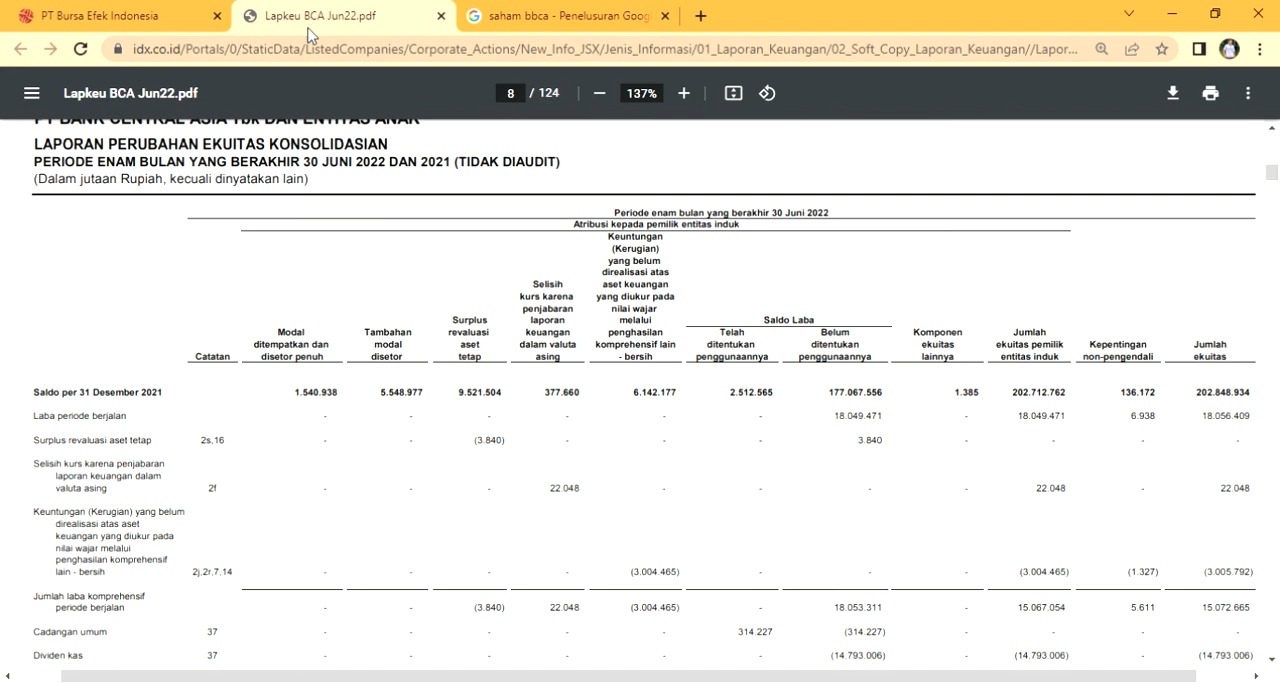 PT Bursa Efek Indonesia
Lapkeu BCA Jun22.pdf
saham bbca - Penelusuran Goog
idx.co.id/Portals/0/StaticData/ListedCompanies/Corporate_Actions/New_Info_JSX/Jenis_Informasi/01_Laporan_Keuangan/02_Soft_Copy_Laporan_Keuangan//Lapor...
Lapkeu BCA Jun22.pdf
8 / 124
137%
PT BANK CENTRAL ASIA Tbk DAN ENTITAS ANAK
LAPORAN PERUBAHAN EKUITAS KONSOLIDASIAN
PERIODE ENAM BULAN YANG BERAKHIR 30 JUNI 2022 DAN 2021 (TIDAK DIAUDIT)
(Dalam jutaan Rupiah, kecuali dinyatakan lain)
Periode enam bulan yang berakhir 30 Juni 2022
Atribusi kepada pemilik entitas induk
Catatan
Modal
ditempatkan dan
disetor penuh
Tambahan
modal
disetor
Surplus
revaluasi
aset
tetap
Selisih
kurs karena
penjabaran
laporan
keuangan
dalam valuta
asing
Keuntungan
(Kerugian)
yang belum
direalisasi atas
aset keuangan
yang diukur pada
nilai wajar
melalui
penghasilan
komprehensif lain
- bersih
Saldo Laba
Telah
ditentukan
penggunaannya
Belum
ditentukan
penggunaannya
Komponen
ekuitas
lainnya
Jumlah
ekuitas pemilik
entitas induk
Kepentingan
non-pengendali
Jumlah
ekuitas
Saldo per 31 Desember 2021 1.540.938 5.548.977 9.521.504 377.660 6.142.177 2.512.565 177.067.556 1.385 202.712.762 136.172 202.848.934
Laba periode berjalan - - - - - - 18.049.471 - 18.049.471 6.938 18.056.409
Surplus revaluasi aset tetap 2s,16 - - (3.840) - - - 3.840 - - - -
Selisih kurs karena penjabaran
laporan keuangan dalam
valuta asing 2f - - - 22.048 - - - - 22.048 - 22.048
Keuntungan (Kerugian) yang belum
direalisasi atas aset
keuangan yang diukur pada
nilai wajar melalui
penghasilan komprehensif
lain - bersih 2j,2r,7,14 - - - - (3.004.465) - - - (3.004.465) (1.327) (3.005.792)
Jumlah laba komprehensif
periode berjalan - - (3.840) 22.048 (3.004.465) - 18.053.311 - 15.067.054 5.611 15.072.665
Cadangan umum 37 - - - - - 314.227 (314.227) - - - -
Dividen kas 37 - - - - - - (14.793.006) - (14.793.006) - (14.793.006)